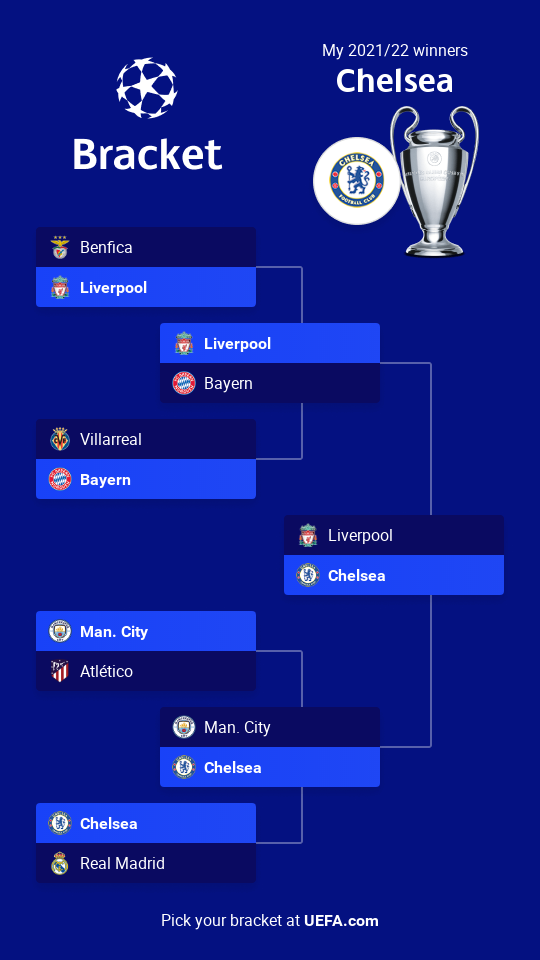 My 2021/22 winners
Chelsea
Bracket
CHELSEA
FOOTBALL CLUB
Benfica
Liverpool
Liverpool
Bayern
Villarreal
Bayern
Liverpool
Chelsea
Man. City
Atlético
Man. City
Chelsea
Chelsea
Real Madrid
Pick your bracket at UEFA.com